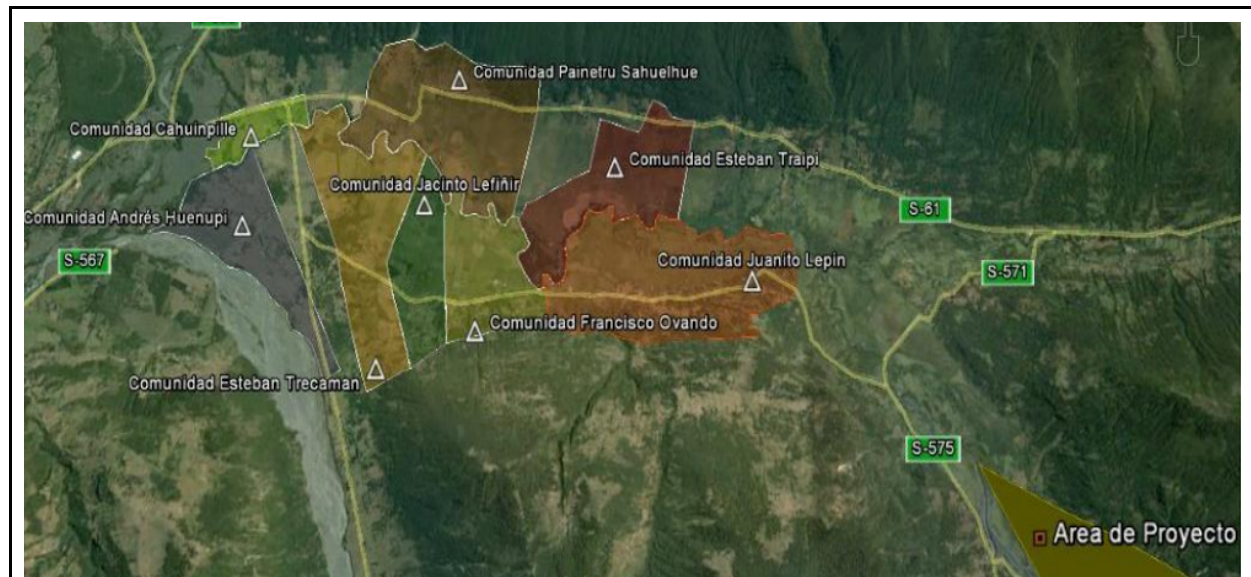 Comunidad Painetru Sahuelhue
Comunidad Cahuinpille
Comunidad Esteban Traipi
Comunidad Jacinto Lefiñir
Comunidad Andrés Huenupi
S-61
S-567
Comunidad Juanito Lepin
S-571
Comunidad Francisco Ovando
Comunidad Esteban Trecaman
S-575
Area de Proyecto